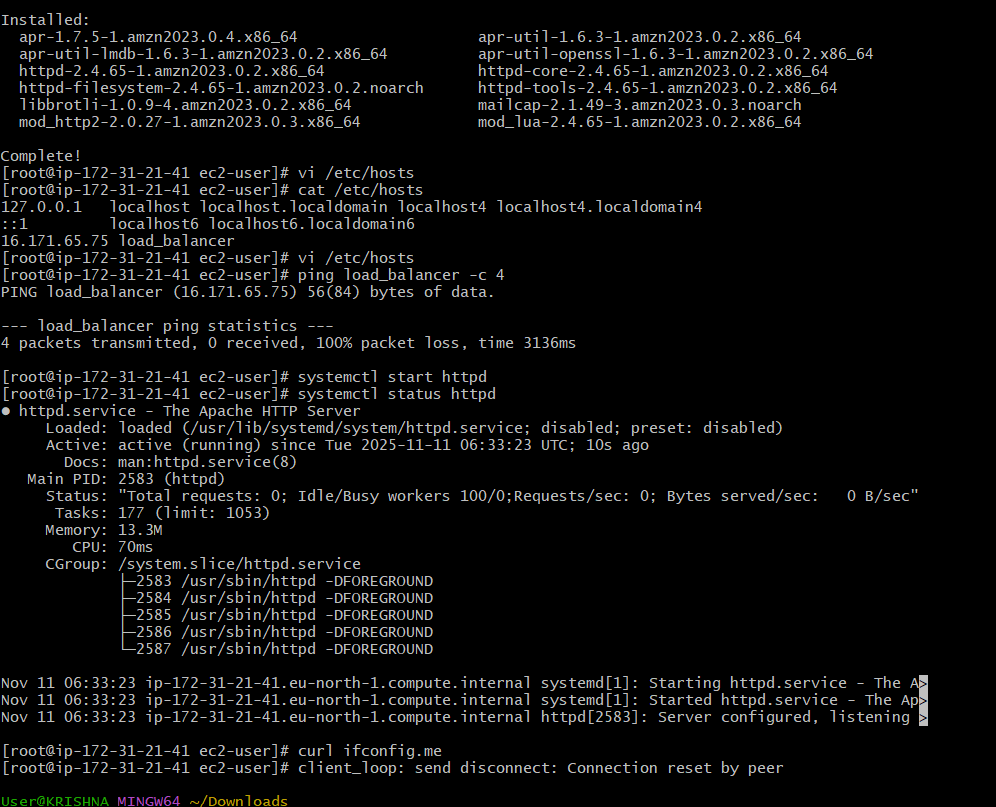 Installed:
  apr-1.7.5-1.amzn2023.0.4.x86_64                    apr-util-1.6.3-1.amzn2023.0.2.x86_64
  apr-util-lmdb-1.6.3-1.amzn2023.0.2.x86_64          apr-util-openssl-1.6.3-1.amzn2023.0.2.x86_64
  httpd-2.4.65-1.amzn2023.0.2.x86_64                 httpd-core-2.4.65-1.amzn2023.0.2.x86_64
  httpd-filesystem-2.4.65-1.amzn2023.0.2.noarch      httpd-tools-2.4.65-1.amzn2023.0.2.x86_64
  libbrotli-1.0.9-4.amzn2023.0.2.x86_64              mailcap-2.1.49-3.amzn2023.0.3.noarch
  mod_http2-2.0.27-1.amzn2023.0.3.x86_64             mod_lua-2.4.65-1.amzn2023.0.2.x86_64
Complete!
[root@ip-172-31-21-41 ec2-user]# vi /etc/hosts
[root@ip-172-31-21-41 ec2-user]# cat /etc/hosts
127.0.0.1   localhost localhost.localdomain localhost4 localhost4.localdomain4
::1         localhost6 localhost6.localdomain6
16.171.65.75 load_balancer
[root@ip-172-31-21-41 ec2-user]# vi /etc/hosts
[root@ip-172-31-21-41 ec2-user]# ping load_balancer -c 4
PING load_balancer (16.171.65.75) 56(84) bytes of data.
--- load_balancer ping statistics ---
4 packets transmitted, 0 received, 100% packet loss, time 3136ms
[root@ip-172-31-21-41 ec2-user]# systemctl start httpd
[root@ip-172-31-21-41 ec2-user]# systemctl status httpd
● httpd.service - The Apache HTTP Server
     Loaded: loaded (/usr/lib/systemd/system/httpd.service; disabled; preset: disabled)
     Active: active (running) since Tue 2025-11-11 06:33:23 UTC; 10s ago
       Docs: man:httpd.service(8)
   Main PID: 2583 (httpd)
     Status: "Total requests: 0; Idle/Busy workers 100/0;Requests/sec: 0; Bytes served/sec:   0 B/sec"
      Tasks: 177 (limit: 1053)
     Memory: 13.3M
        CPU: 70ms
     CGroup: /system.slice/httpd.service
             ├─2583 /usr/sbin/httpd -DFOREGROUND
             ├─2584 /usr/sbin/httpd -DFOREGROUND
             ├─2585 /usr/sbin/httpd -DFOREGROUND
             ├─2586 /usr/sbin/httpd -DFOREGROUND
             └─2587 /usr/sbin/httpd -DFOREGROUND
Nov 11 06:33:23 ip-172-31-21-41.eu-north-1.compute.internal systemd[1]: Starting httpd.service - The A>
Nov 11 06:33:23 ip-172-31-21-41.eu-north-1.compute.internal systemd[1]: Started httpd.service - The Ap>
Nov 11 06:33:23 ip-172-31-21-41.eu-north-1.compute.internal httpd[2583]: Server configured, listening >
[root@ip-172-31-21-41 ec2-user]# curl ifconfig.me
[root@ip-172-31-21-41 ec2-user]# client_loop: send disconnect: Connection reset by peer
User@KRISHNA MINGW64 ~/Downloads